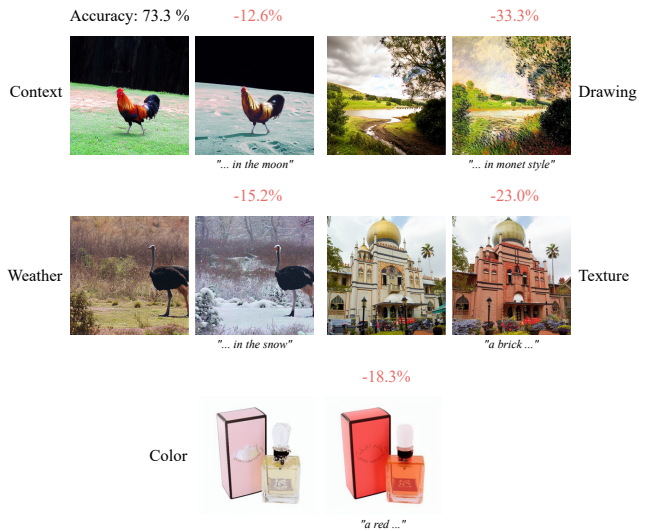 Accuracy: 73.3 %
-12.6%
-33.3%
Context
Drawing
"... in the moon"
"... in monet style"
-15.2%
-23.0%
Weather
Texture
"... in the snow"
"a brick ..."
-18.3%
Color
"a red ..."